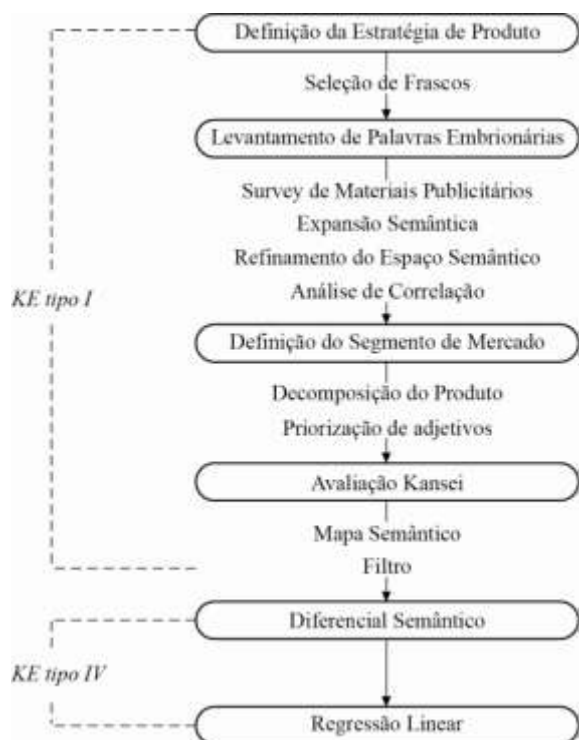 Definição da Estratégia de Produto
Seleção de Frascos
Levantamento de Palavras Embrionárias
Survey de Materiais Publicitários
Expansão Semântica
Refinamento do Espaço Semântico
Análise de Correlação
KE tipo I
Definição do Segmento de Mercado
Decomposição do Produto
Priorização de adjetivos
Avaliação Kansei
Mapa Semântico
Filtro
Diferencial Semântico
KE tipo IV
Regressão Linear